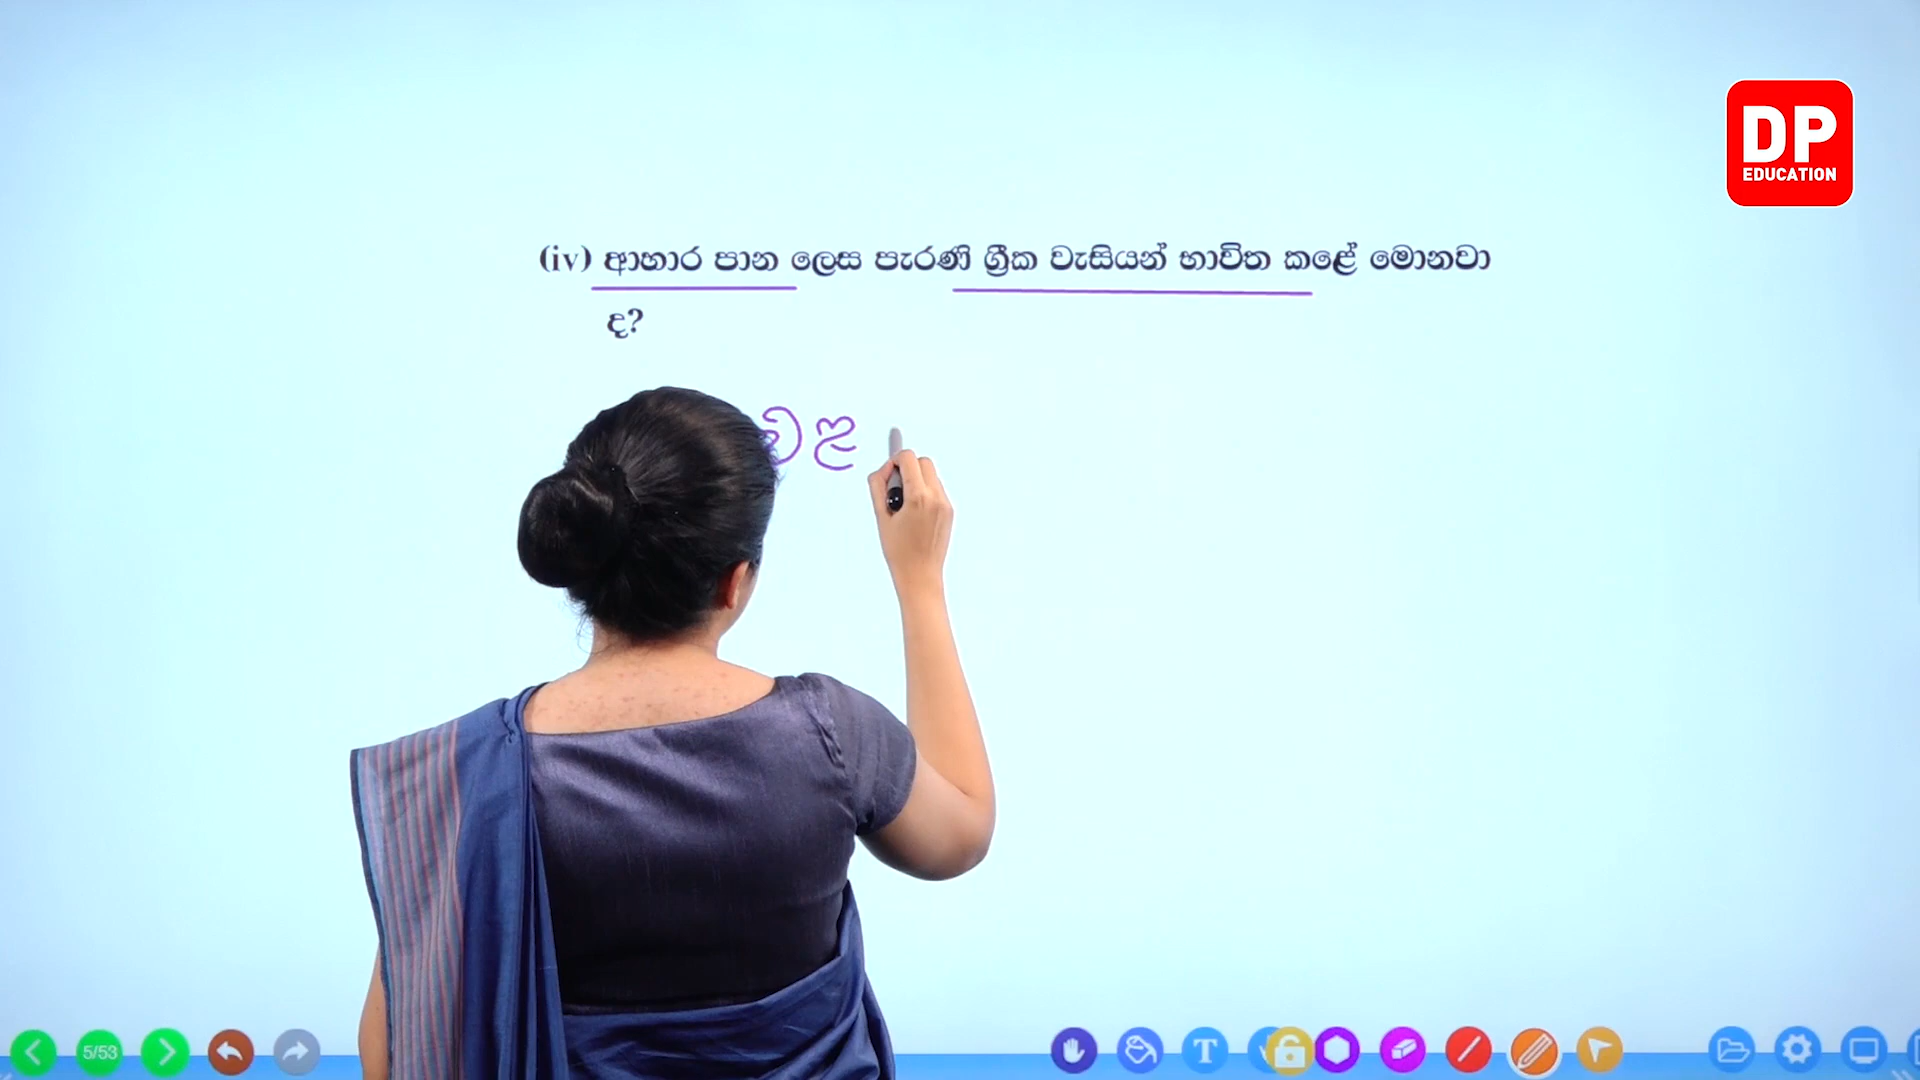 DP
EDUCATION
(iv) ආහාර පාන ලෙස පැරණි ග්‍රීක වැසියන් භාවිත කළේ මොනවා
ද?
5/53
T